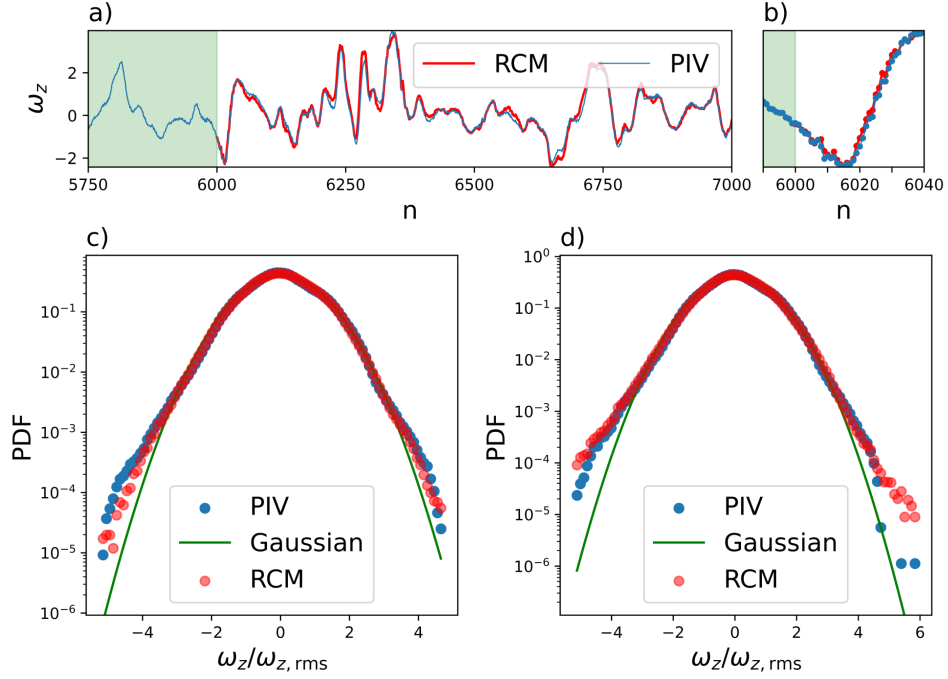 a)
b)
ω_z
2
0
−2
RCM
PIV
5750
6000
6250
6500
6750
7000
n
6000
6020
6040
n
c)
d)
PDF
10^−1
10^−2
10^−3
10^−4
10^−5
10^−6
PIV
Gaussian
RCM
−4
−2
0
2
4
ω_z/ω_z, rms
PDF
10^0
10^−1
10^−2
10^−3
10^−4
10^−5
10^−6
PIV
Gaussian
RCM
−4
−2
0
2
4
6
ω_z/ω_z, rms